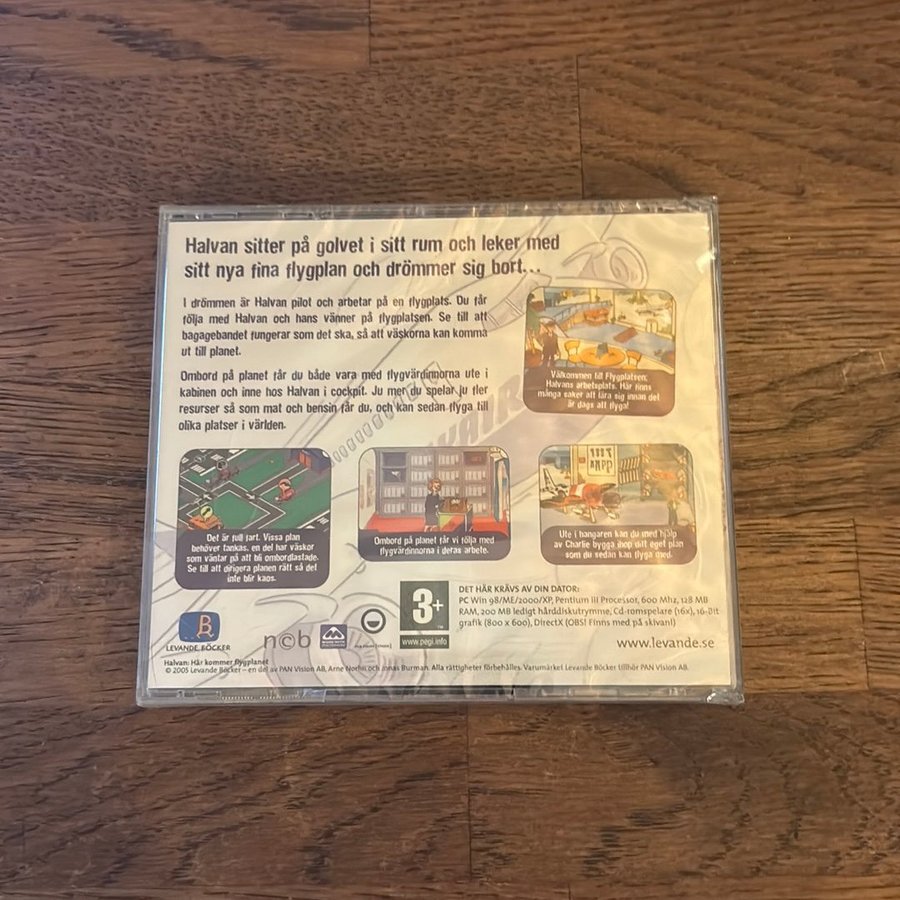 Halvan sitter på golvet i sitt rum och leker med
sitt nya fina flygplan och drömmer sig bort...
I drömmen är Halvan pilot och arbetar på en flygplats. Du får
följa med Halvan och hans vänner på flygplatsen. Se till att
bagagebandet fungerar som det ska, så att väskorna kan komma
ut till planet.
Ombord på planet får du både vara med flygvärdinnorna ute i
kabinen och inne hos Halvan i cockpit. Ju mer du spelar ju fler
resurser så som mat och bensin får du, och kan sedan flyga till
olika platser i världen.
Välkommen till Flygplatsen,
Halvans arbetsplats. Här finns
många saker att lära sig innan det
är dags att flyga!
Det är full fart. Vissa plan
behöver tankas, en del har väskor
som väntar på att bli ombordlastade.
Se till att dirigera planen rätt så det
inte blir kaos.
Ombord på planet får vi följa med
flygvärdinnorna i deras arbete.
Ute i hangaren kan du med hjälp
av Charlie bygga ihop ditt eget plan
som du sedan kan flyga med.
LEVANDE BÖCKER
n©b
3+
www.pegi.info
DET HÄR KRÄVS AV DIN DATOR:
PC Win 98/ME/2000/XP, Pentium III Processor, 600 Mhz, 128 MB
RAM, 200 MB ledigt hårddiskutrymme, Cd-romspelare (16x), 16-Bit
grafik (800 x 600), DirectX (OBS! Finns med på skivan!)
www.levande.se
Halvan: Här kommer flygplanet
© 2005 Levande Böcker – en del av PAN Vision AB, Arne Norlin och Jonas Burman. Alla rättigheter förbehålles. Varumärket Levande Böcker tillhör PAN Vision AB.